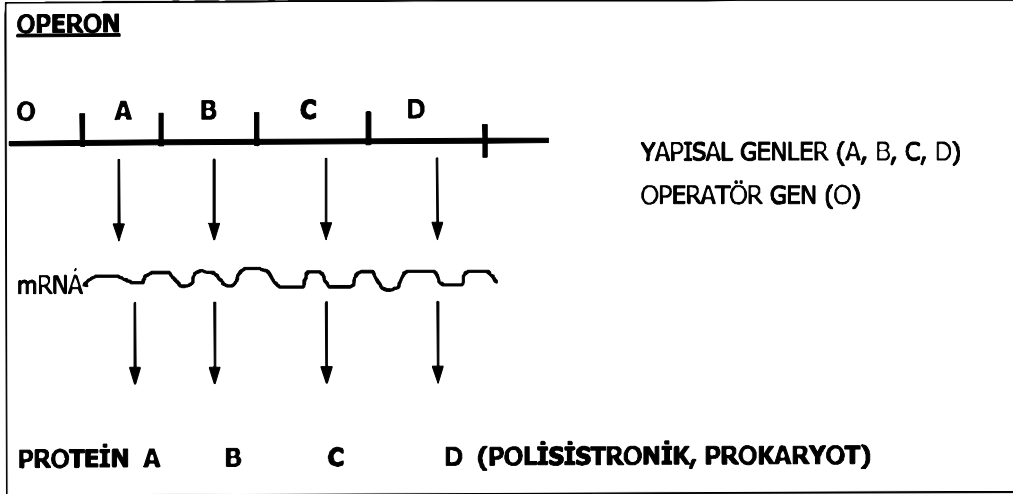 OPERON
O A B C D
YAPISAL GENLER (A, B, C, D)
OPERATÖR GEN (O)
mRNA
PROTEİN A B C D (POLİSİSTRONİK, PROKARYOT)